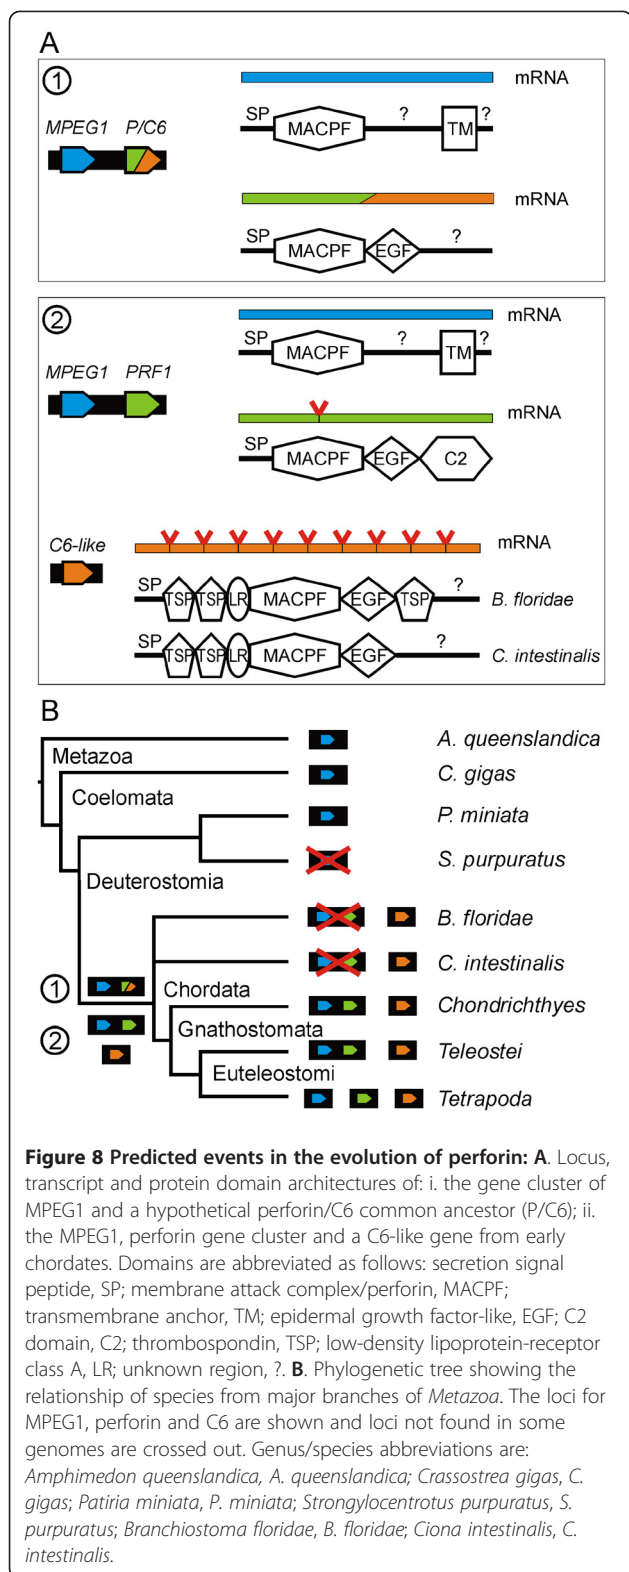 A
1
mRNA
MPEG1 P/C6
SP MACPF ? TM ?
mRNA
SP MACPF EGF ?
2
mRNA
MPEG1 PRF1
SP MACPF ? TM ?
mRNA
SP MACPF EGF C2
C6-like
mRNA
SP TSP TSP LR MACPF EGF TSP ? B. floridae
SP TSP TSP LR MACPF EGF ? C. intestinalis
B
A. queenslandica
Metazoa
C. gigas
Coelomata
P. miniata
S. purpuratus
Deuterostomia
B. floridae
C. intestinalis
1
Chordata
Chondrichthyes
Gnathostomata
2
Teleostei
Euteleostomi
Tetrapoda
Figure 8 Predicted events in the evolution of perforin: A. Locus,
transcript and protein domain architectures of: i. the gene cluster of
MPEG1 and a hypothetical perforin/C6 common ancestor (P/C6); ii.
the MPEG1, perforin gene cluster and a C6-like gene from early
chordates. Domains are abbreviated as follows: secretion signal
peptide, SP; membrane attack complex/perforin, MACPF;
transmembrane anchor, TM; epidermal growth factor-like, EGF; C2
domain, C2; thrombospondin, TSP; low-density lipoprotein-receptor
class A, LR; unknown region, ?. B. Phylogenetic tree showing the
relationship of species from major branches of Metazoa. The loci for
MPEG1, perforin and C6 are shown and loci not found in some
genomes are crossed out. Genus/species abbreviations are:
Amphimedon queenslandica, A. queenslandica; Crassostrea gigas, C.
gigas; Patiria miniata, P. miniata; Strongylocentrotus purpuratus, S.
purpuratus; Branchiostoma floridae, B. floridae; Ciona intestinalis, C.
intestinalis.